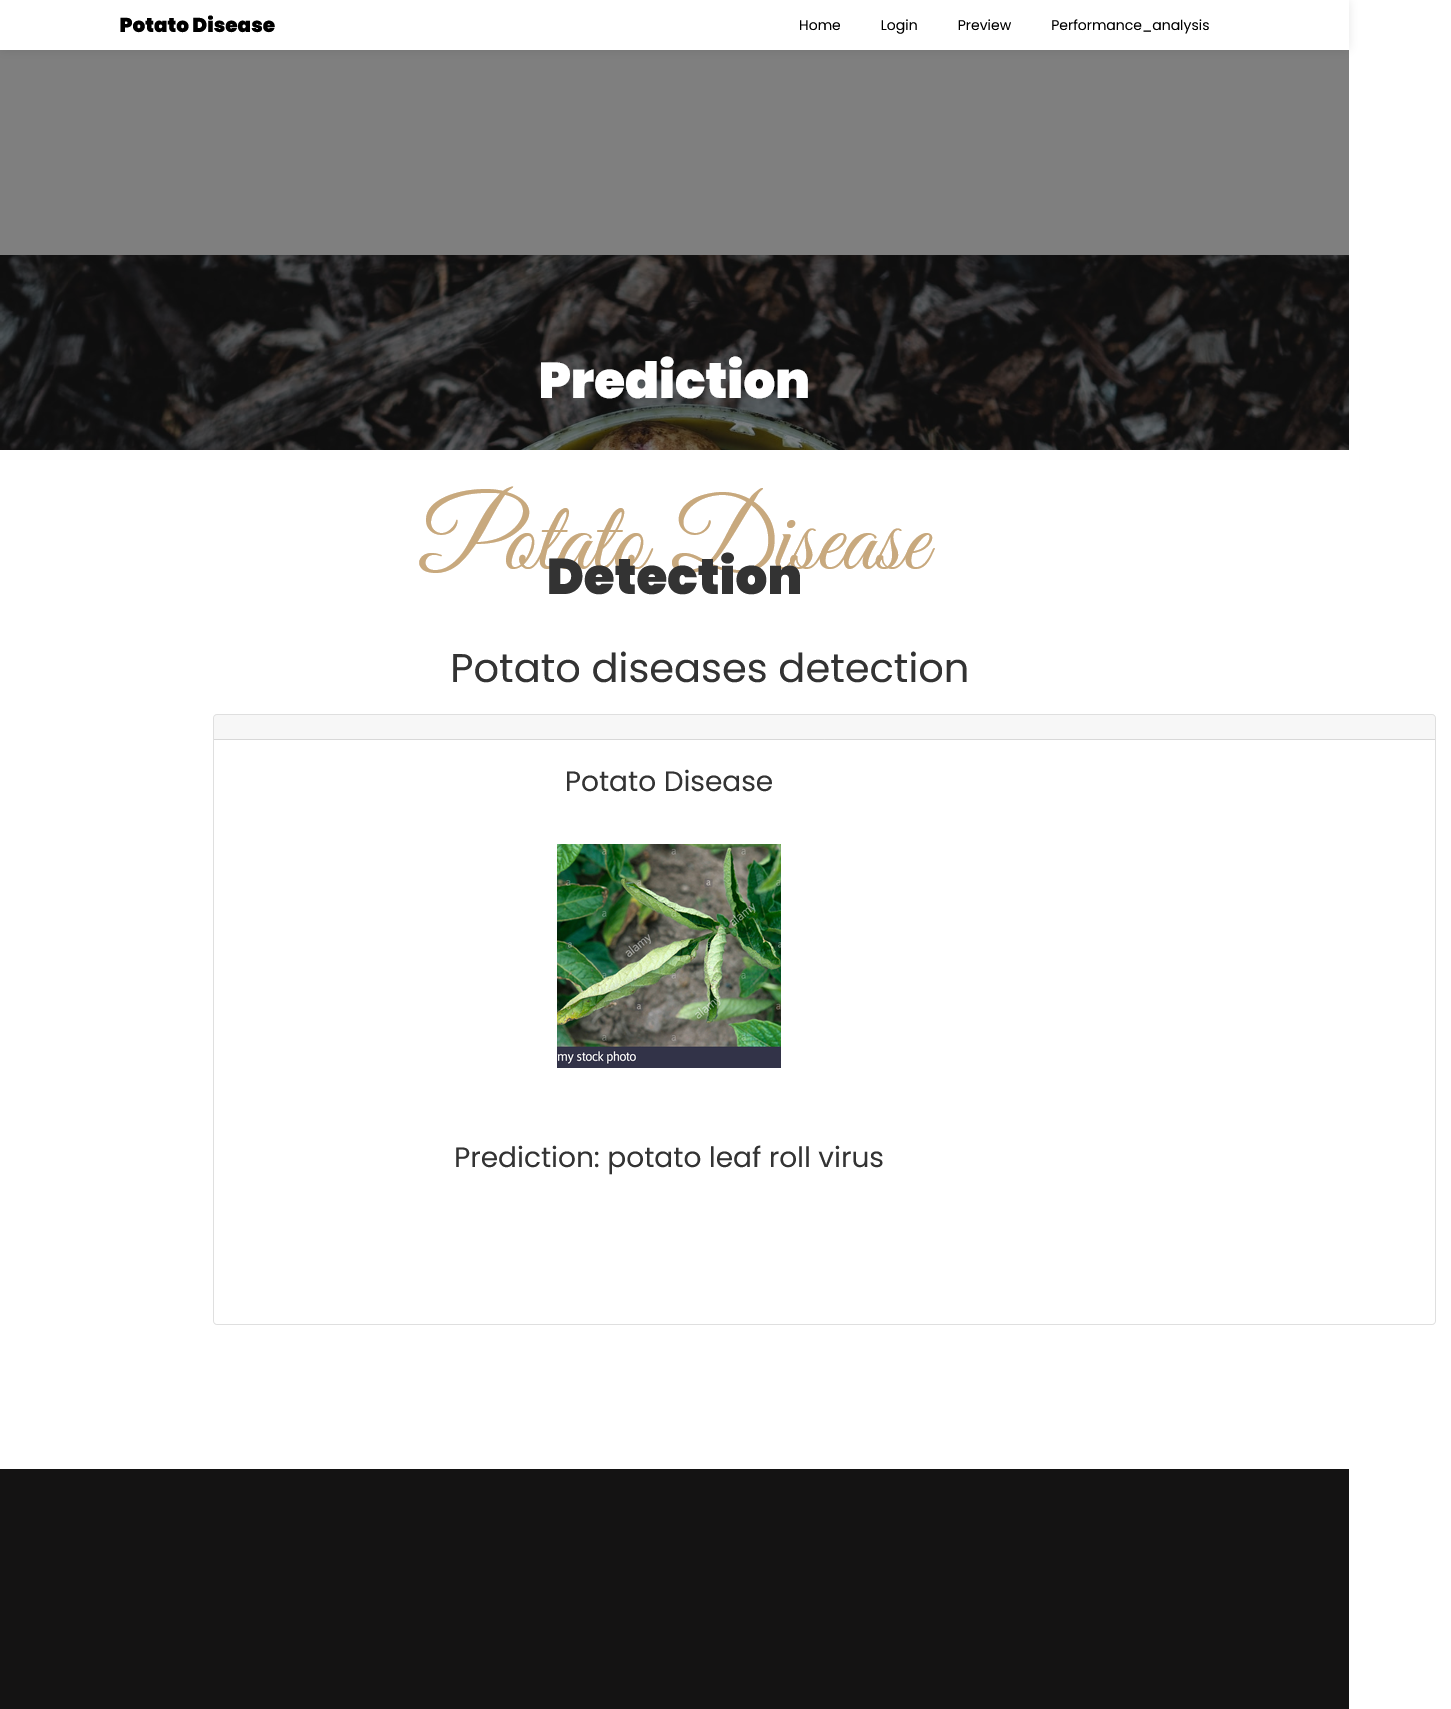 Potato Disease
Home Login Preview Performance_analysis
Prediction
Potato Disease
Detection
Potato diseases detection
Potato Disease
a a a
a a a a
a
alamy
alamy
a a
a a a
alamy
a a
a a a
my stock photo
Prediction: potato leaf roll virus